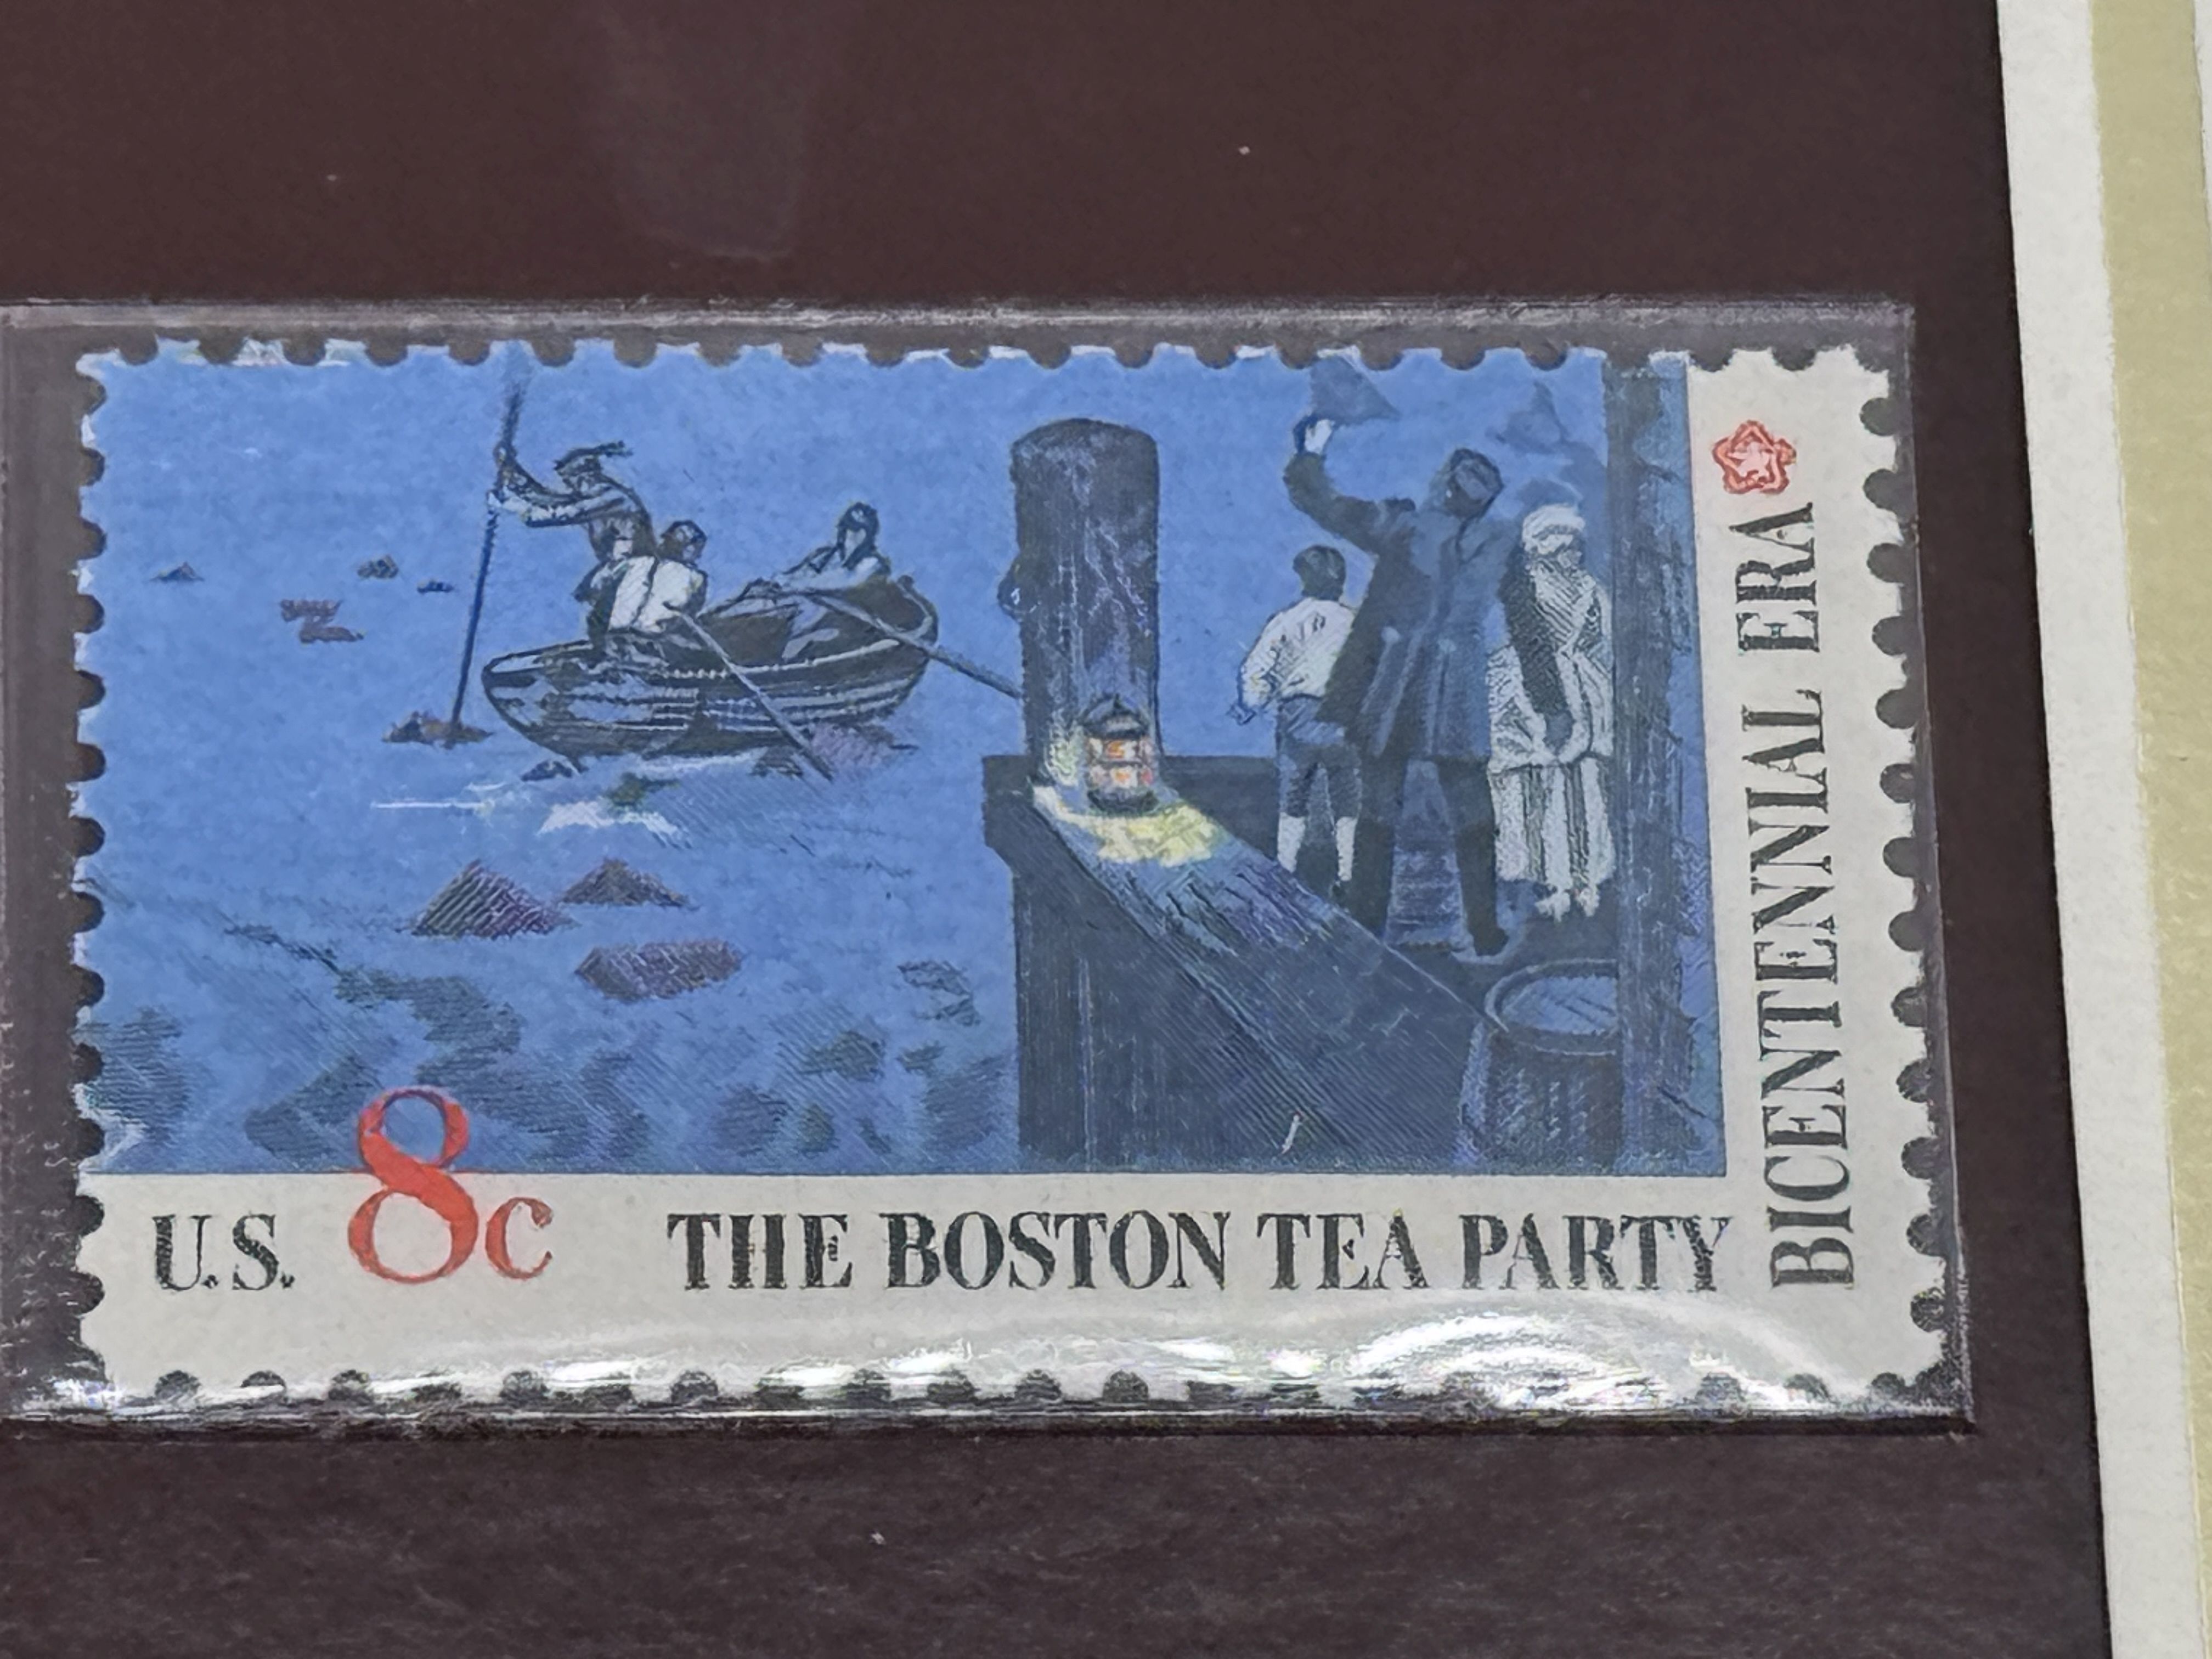 U.S. 8c THE BOSTON TEA PARTY
BICENTENNIAL ERA